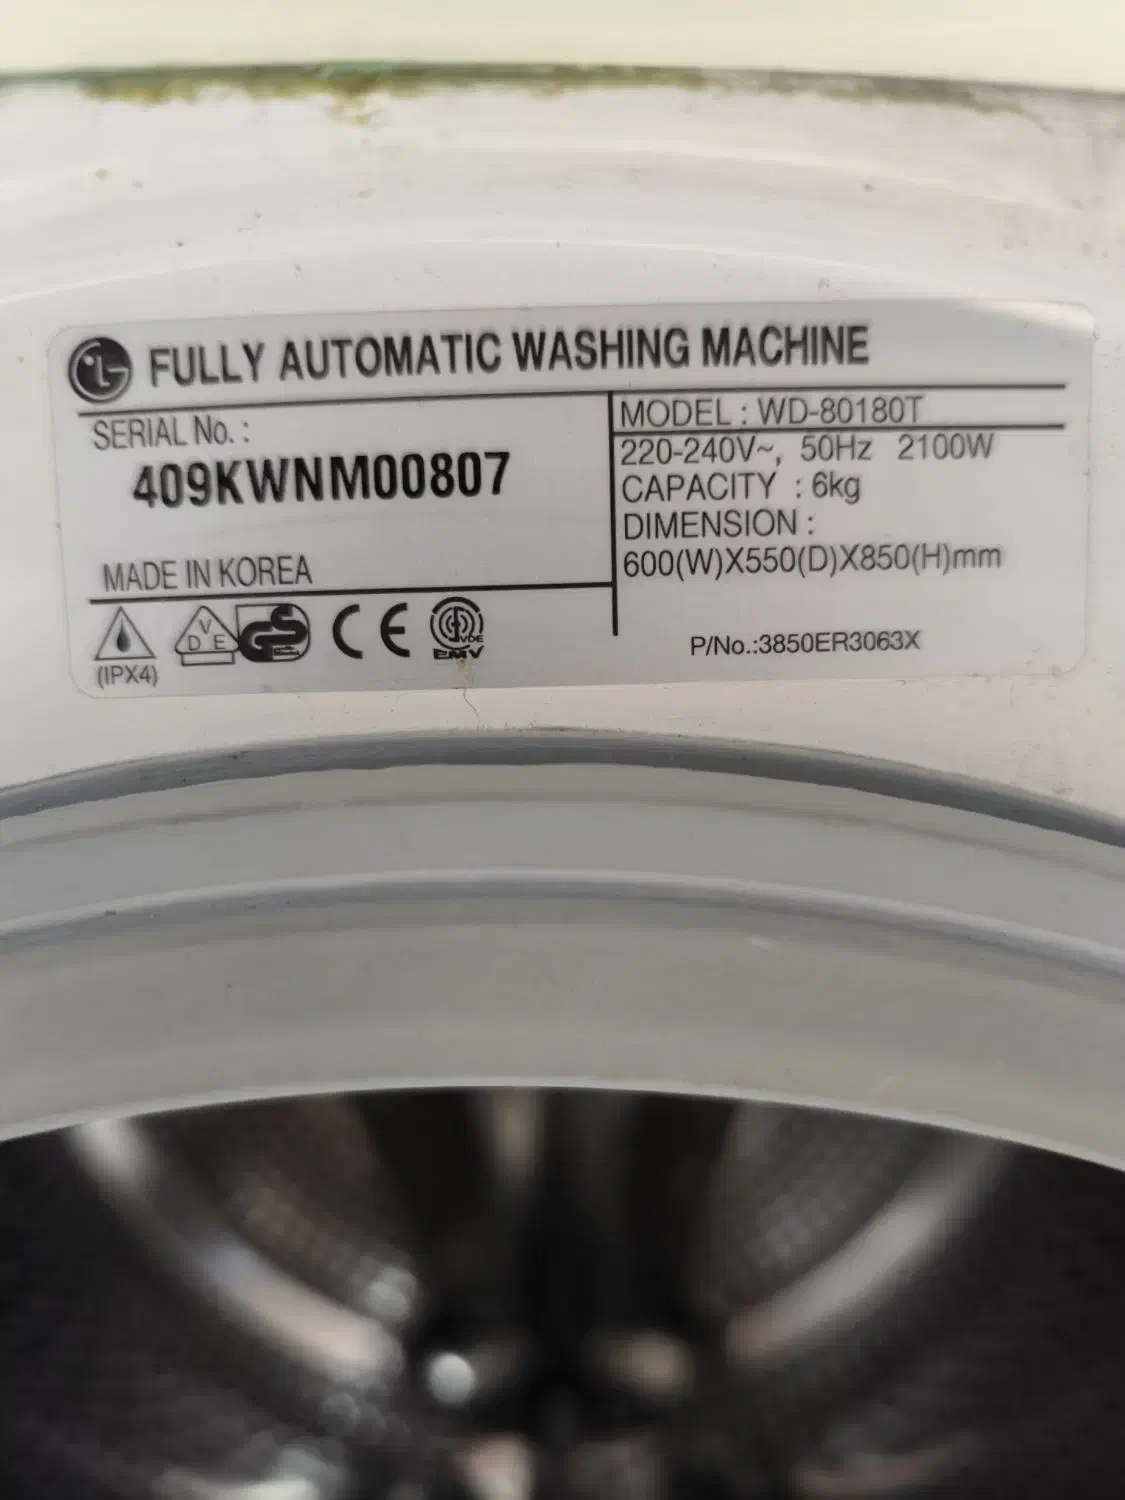 LG FULLY AUTOMATIC WASHING MACHINE
SERIAL No. :
409KWNM00807
MADE IN KOREA
MODEL : WD-80180T
220-240V~, 50Hz 2100W
CAPACITY : 6kg
DIMENSION :
600(W)X550(D)X850(H)mm
P/No.:3850ER3063X
(IPX4)
D V E
GS
CE
VDE
EMV